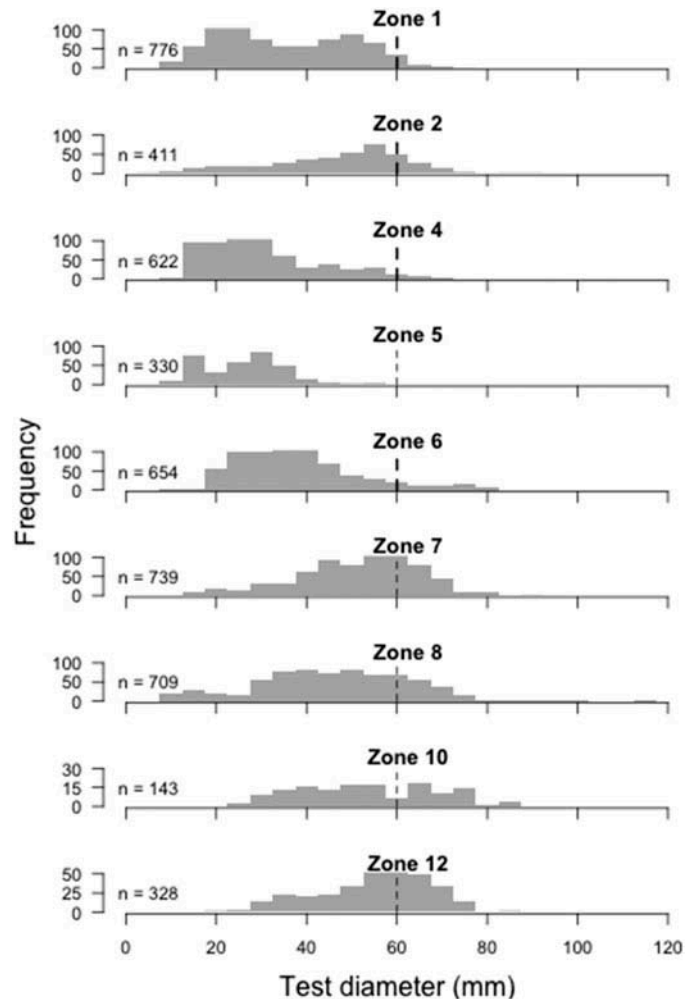 Zone 1
100
50
0
n = 776
Zone 2
100
50
0
n = 411
Zone 4
100
50
0
n = 622
Zone 5
100
50
0
n = 330
Zone 6
100
50
0
n = 654
Zone 7
100
50
0
n = 739
Zone 8
100
50
0
n = 709
Zone 10
30
15
0
n = 143
Zone 12
50
25
0
n = 328
Frequency
0 20 40 60 80 100 120
Test diameter (mm)